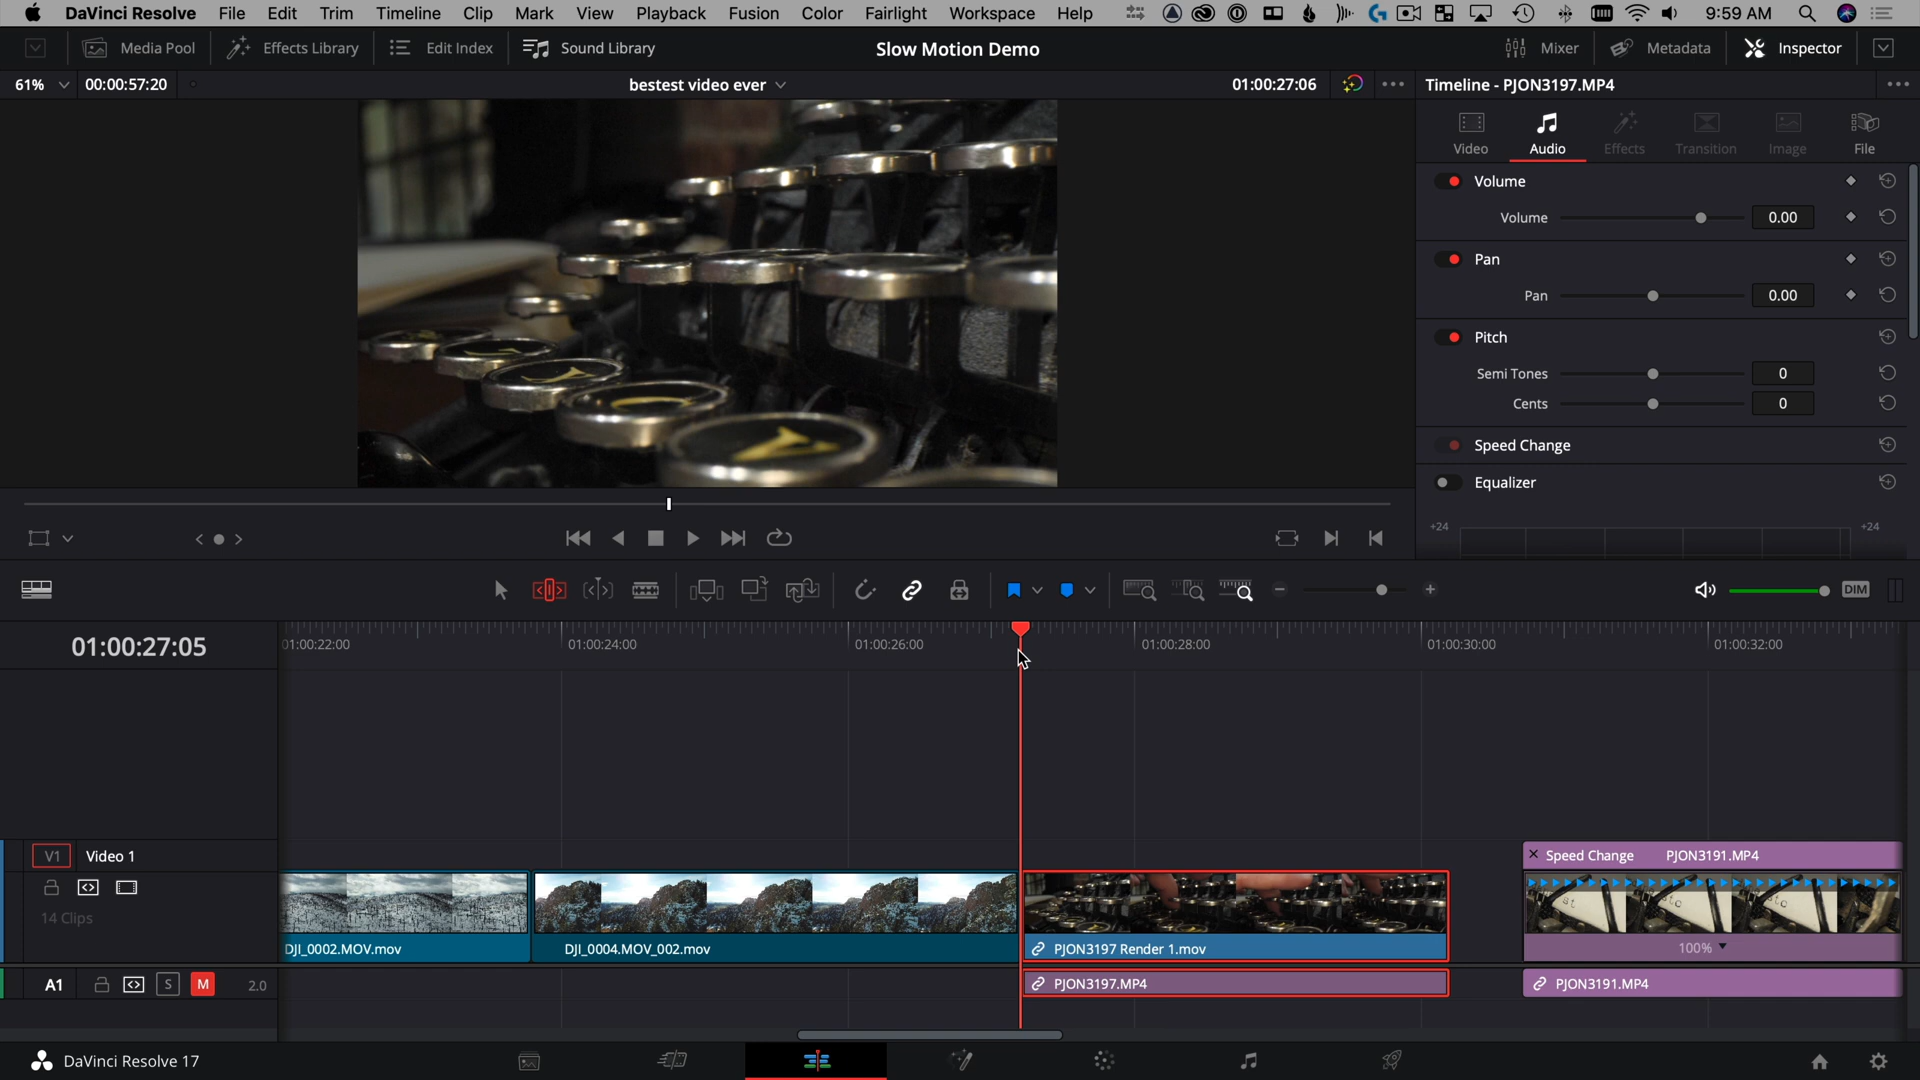 DaVinci Resolve File Edit Trim Timeline Clip Mark View Playback Fusion Color Fairlight Workspace Help 9:59 AM
Media Pool Effects Library Edit Index Sound Library Slow Motion Demo Mixer Metadata Inspector
61% 00:00:57:20 bestest video ever 01:00:27:06 Timeline - PJON3197.MP4
Video Audio Effects Transition Image File
Volume
Volume 0.00
Pan
Pan 0.00
Pitch
Semi Tones 0
Cents 0
Speed Change
Equalizer
+24 +24
DIM
01:00:27:05 01:00:22:00 01:00:24:00 01:00:26:00 01:00:28:00 01:00:30:00 01:00:32:00
V1 Video 1 Speed Change PJON3191.MP4
14 Clips
DJI_0002.MOV.mov DJI_0004.MOV_002.mov PJON3197 Render 1.mov 100%
A1 S M 2.0 PJON3197.MP4 PJON3191.MP4
DaVinci Resolve 17